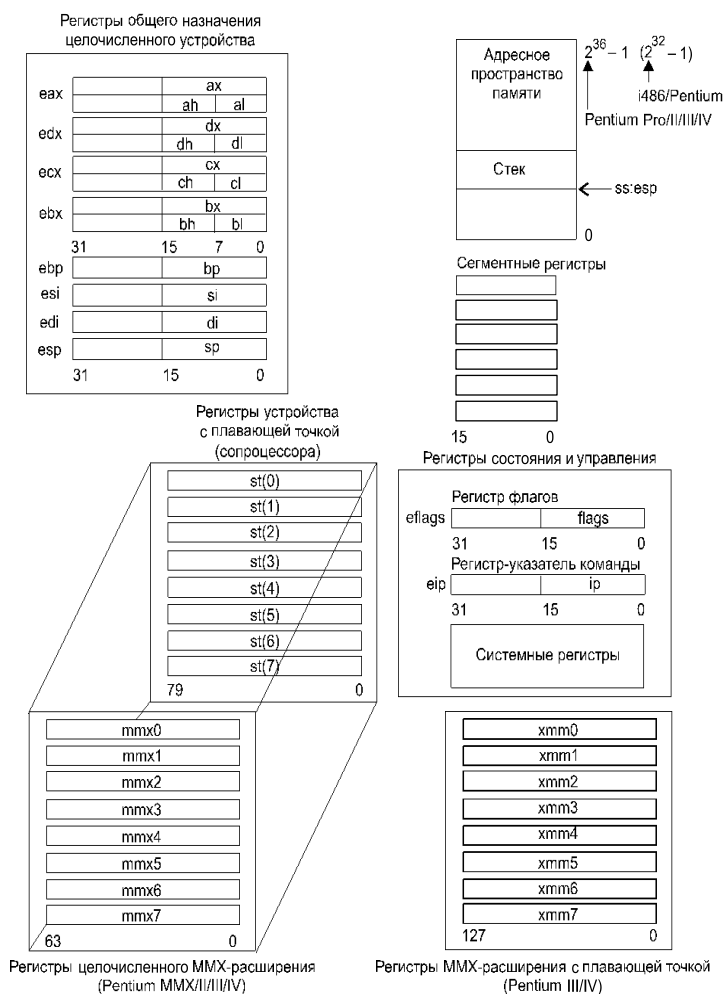 Регистры общего назначения
целочисленного устройства
eax
ax
ah al
edx
dx
dh dl
ecx
cx
ch cl
ebx
bx
bh bl
31 15 7 0
ebp bp
esi si
edi di
esp sp
31 15 0
Адресное
пространство
памяти
2^36 – 1 (2^32 – 1)
i486/Pentium
Pentium Pro/II/III/IV
Стек
ss:esp
0
Сегментные регистры
15 0
Регистры устройства
с плавающей точкой
(сопроцессора)
st(0)
st(1)
st(2)
st(3)
st(4)
st(5)
st(6)
st(7)
79 0
Регистры состояния и управления
Регистр флагов
eflags flags
31 15 0
Регистр-указатель команды
eip ip
31 15 0
Системные регистры
mmx0
mmx1
mmx2
mmx3
mmx4
mmx5
mmx6
mmx7
63 0
Регистры целочисленного MMX-расширения
(Pentium MMX/II/III/IV)
xmm0
xmm1
xmm2
xmm3
xmm4
xmm5
xmm6
xmm7
127 0
Регистры MMX-расширения с плавающей точкой
(Pentium III/IV)